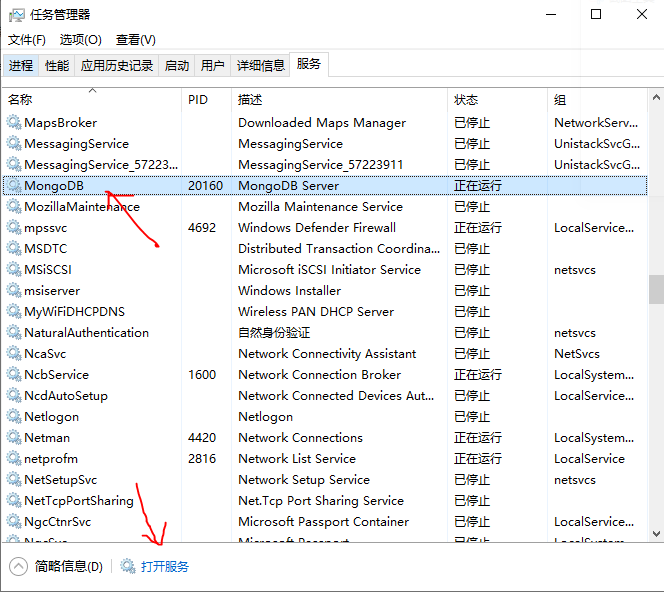 任务管理器
文件(F) 选项(O) 查看(V)
进程 性能 应用历史记录 启动 用户 详细信息 服务
名称 PID 描述 状态 组
MapsBroker Downloaded Maps Manager 已停止 NetworkServ...
MessagingService MessagingService 已停止 UnistackSvcG...
MessagingService_57223... MessagingService_57223911 已停止 UnistackSvcG...
MongoDB 20160 MongoDB Server 正在运行
MozillaMaintenance Mozilla Maintenance Service 已停止
mpssvc 4692 Windows Defender Firewall 正在运行 LocalService...
MSDTC Distributed Transaction Coordina... 已停止
MSiSCSI Microsoft iSCSI Initiator Service 已停止 netsvcs
msiserver Windows Installer 已停止
MyWiFiDHCPDNS Wireless PAN DHCP Server 已停止
NaturalAuthentication 自然身份验证 已停止 netsvcs
NcaSvc Network Connectivity Assistant 已停止 NetSvcs
NcbService 1600 Network Connection Broker 正在运行 LocalSystem...
NcdAutoSetup Network Connected Devices Aut... 已停止 LocalService...
Netlogon Netlogon 已停止
Netman 4420 Network Connections 正在运行 LocalSystem...
netprofm 2816 Network List Service 正在运行 LocalService
NetSetupSvc Network Setup Service 已停止 netsvcs
NetTcpPortSharing Net.Tcp Port Sharing Service 已停止
NgcCtnrSvc Microsoft Passport Container 已停止 LocalService...
NgcSvc Microsoft Passport 已停止 LocalSystem...
简略信息(D) 打开服务